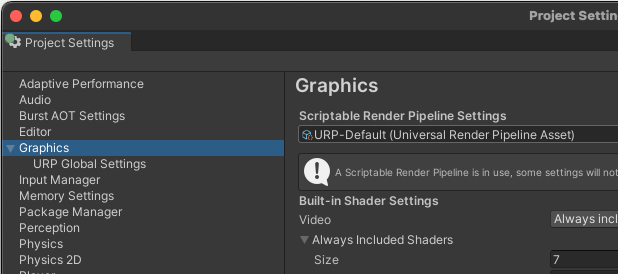 Project Settin
Project Settings
Adaptive Performance
Audio
Burst AOT Settings
Editor
Graphics
URP Global Settings
Input Manager
Memory Settings
Package Manager
Perception
Physics
Physics 2D
Graphics
Scriptable Render Pipeline Settings
URP-Default (Universal Render Pipeline Asset)
A Scriptable Render Pipeline is in use, some settings will not
Built-in Shader Settings
Video
Always incl
Always Included Shaders
Size
7